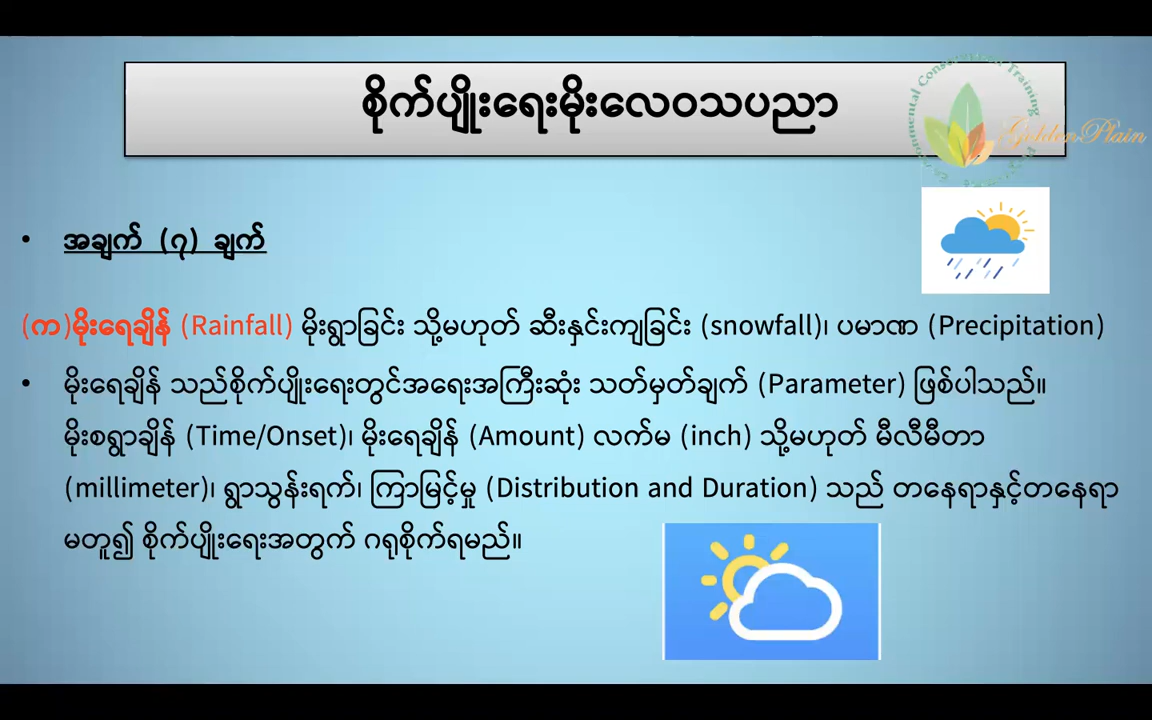 စိုက်ပျိုးရေးမိုးလေဝသပညာ
Environmental Conservation Training
Golden Plain
• အချက် (၇) ချက်
(က)မိုးရေချိန် (Rainfall) မိုးရွာခြင်း သို့မဟုတ် ဆီးနှင်းကျခြင်း (snowfall)၊ ပမာဏ (Precipitation)
• မိုးရေချိန် သည်စိုက်ပျိုးရေးတွင်အရေးအကြီးဆုံး သတ်မှတ်ချက် (Parameter) ဖြစ်ပါသည်။
မိုးစရွာချိန် (Time/Onset)၊ မိုးရေချိန် (Amount) လက်မ (inch) သို့မဟုတ် မီလီမီတာ
(millimeter)၊ ရွာသွန်းရက်၊ ကြာမြင့်မှု (Distribution and Duration) သည် တနေရာနှင့်တနေရာ
မတူ၍ စိုက်ပျိုးရေးအတွက် ဂရုစိုက်ရမည်။